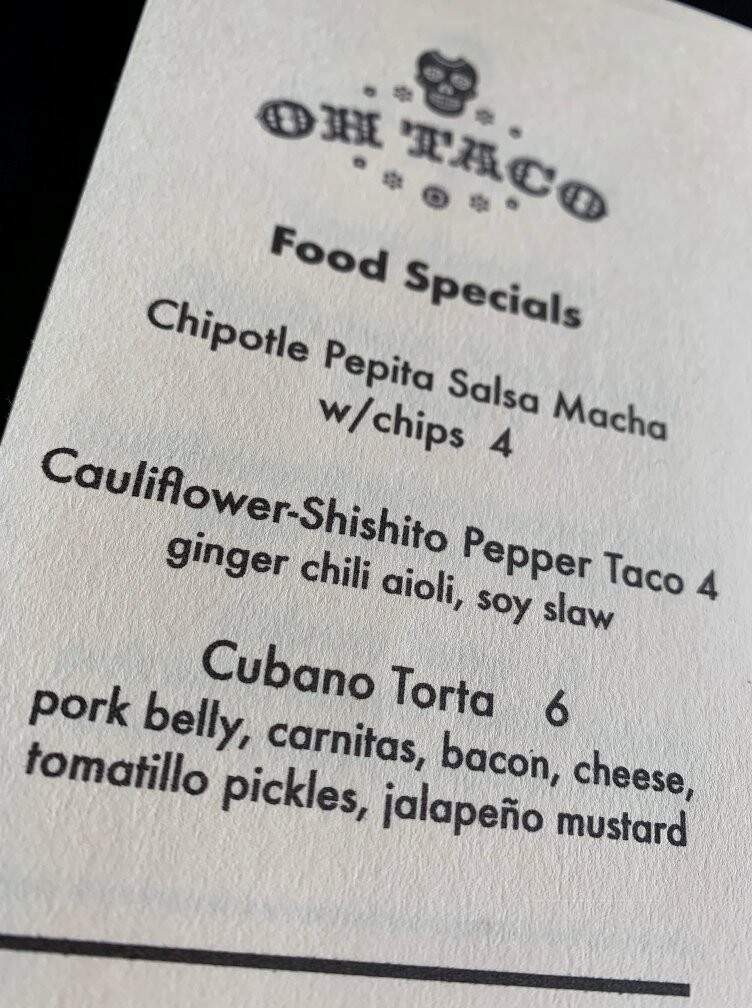 OH TACO
Food Specials
Chipotle Pepita Salsa Macha
w/chips 4
Cauliflower-Shishito Pepper Taco 4
ginger chili aioli, soy slaw
Cubano Torta 6
pork belly, carnitas, bacon, cheese,
tomatillo pickles, jalapeño mustard